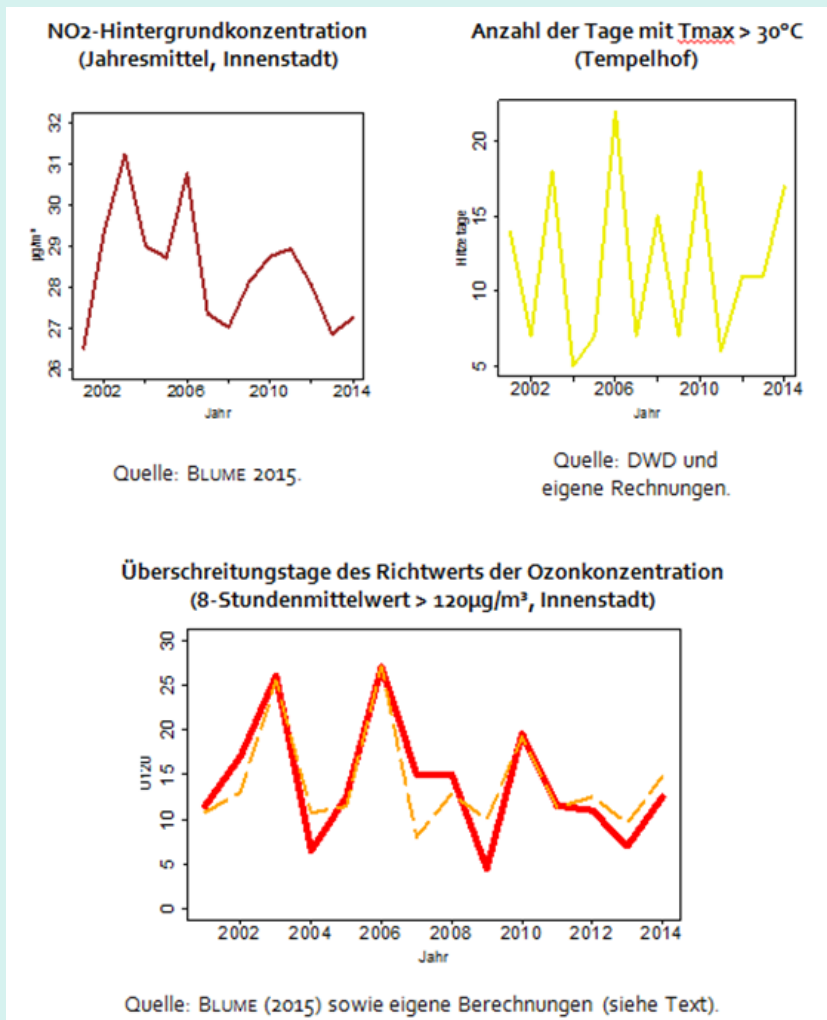 NO2-Hintergrundkonzentration
(Jahresmittel, Innenstadt)
µg/m³
32
31
30
29
28
27
26
2002
2006
2010
2014
Jahr
Quelle: BLUME 2015.
Anzahl der Tage mit Tmax > 30°C
(Tempelhof)
Hitzetage
20
15
10
5
2002
2006
2010
2014
Jahr
Quelle: DWD und
eigene Rechnungen.
Überschreitungstage des Richtwerts der Ozonkonzentration
(8-Stundenmittelwert > 120µg/m³, Innenstadt)
U120
30
25
20
15
10
5
0
2002
2004
2006
2008
2010
2012
2014
Jahr
Quelle: BLUME (2015) sowie eigene Berechnungen (siehe Text).